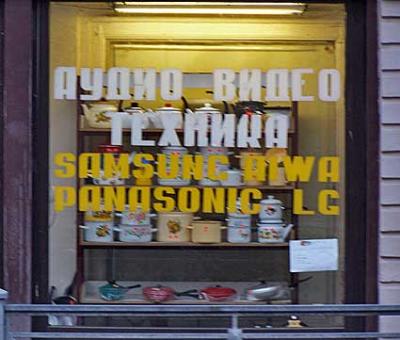 АУДИО ВИДЕО
ТЕХНИКА
SAMSUNG AIWA
PANASONIC LG